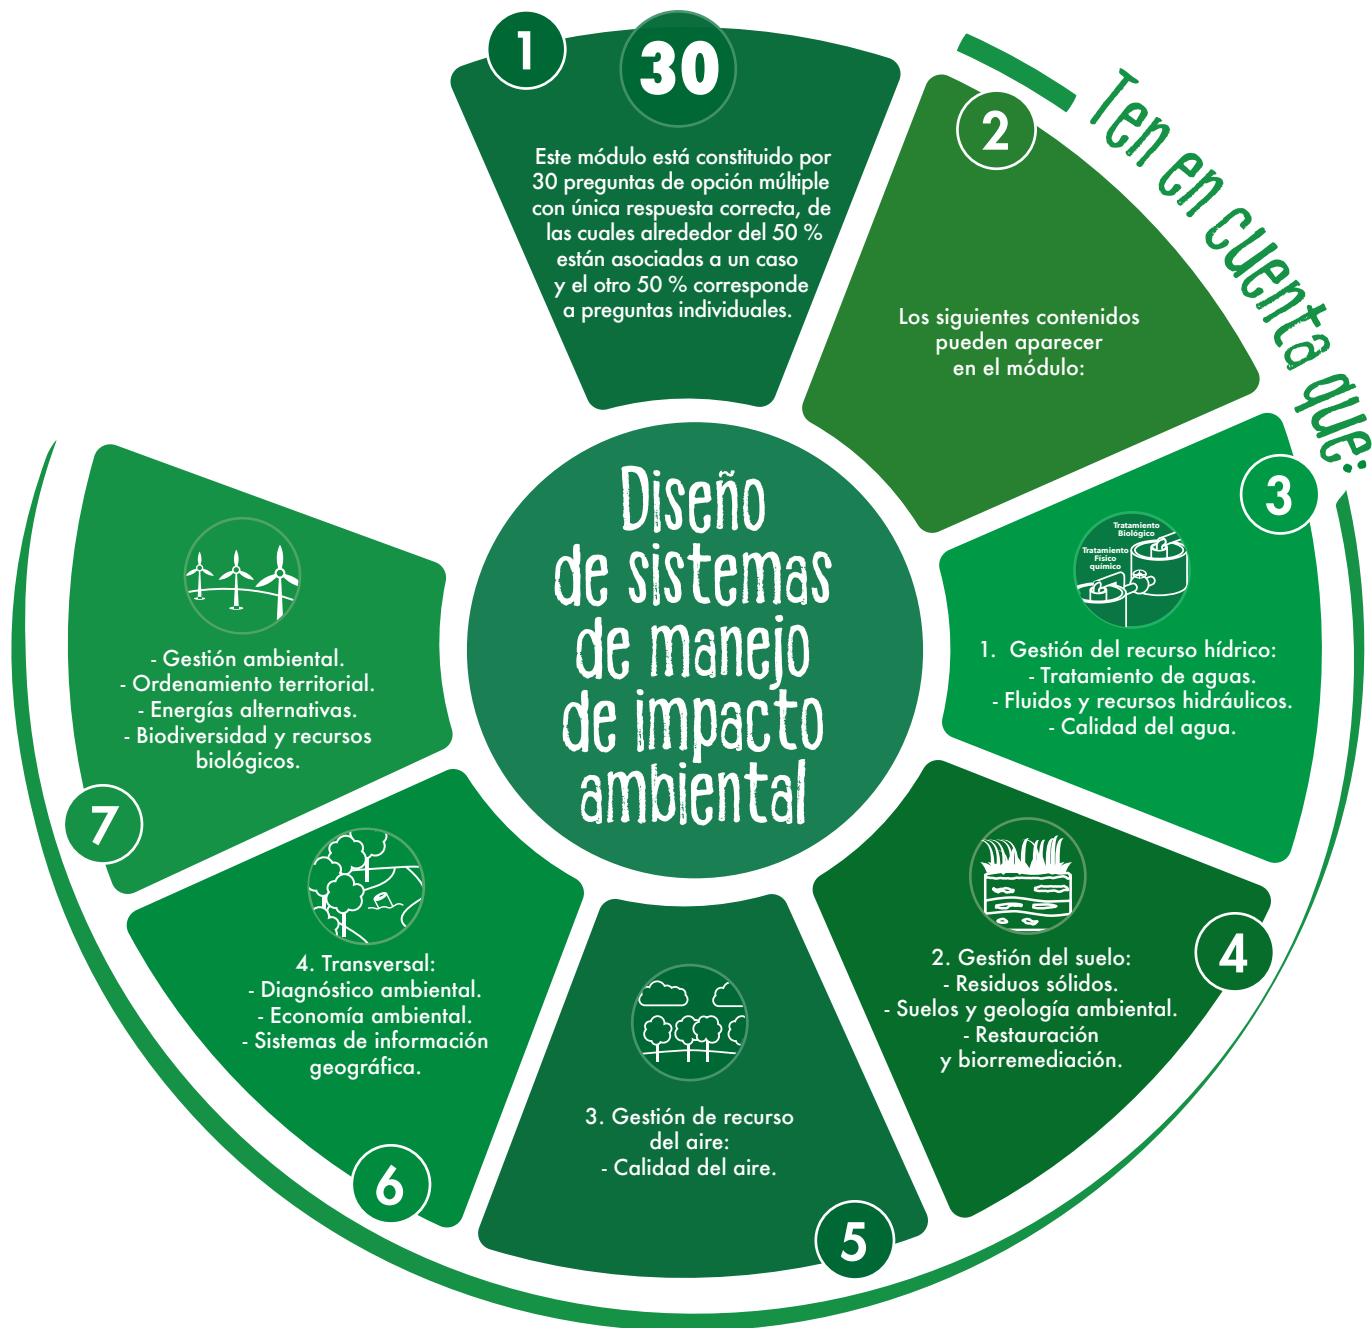 Diseño
de sistemas
de manejo
de impacto
ambiental
Ten en cuenta que:
1
30
Este módulo está constituido por
30 preguntas de opción múltiple
con única respuesta correcta, de
las cuales alrededor del 50 %
están asociadas a un caso
y el otro 50 % corresponde
a preguntas individuales.
2
Los siguientes contenidos
pueden aparecer
en el módulo:
3
Tratamiento
Biológico
Tratamiento
Físico
químico
1. Gestión del recurso hídrico:
- Tratamiento de aguas.
- Fluidos y recursos hidráulicos.
- Calidad del agua.
4
2. Gestión del suelo:
- Residuos sólidos.
- Suelos y geología ambiental.
- Restauración
y biorremediación.
5
3. Gestión de recurso
del aire:
- Calidad del aire.
6
4. Transversal:
- Diagnóstico ambiental.
- Economía ambiental.
- Sistemas de información
geográfica.
7
- Gestión ambiental.
- Ordenamiento territorial.
- Energías alternativas.
- Biodiversidad y recursos
biológicos.